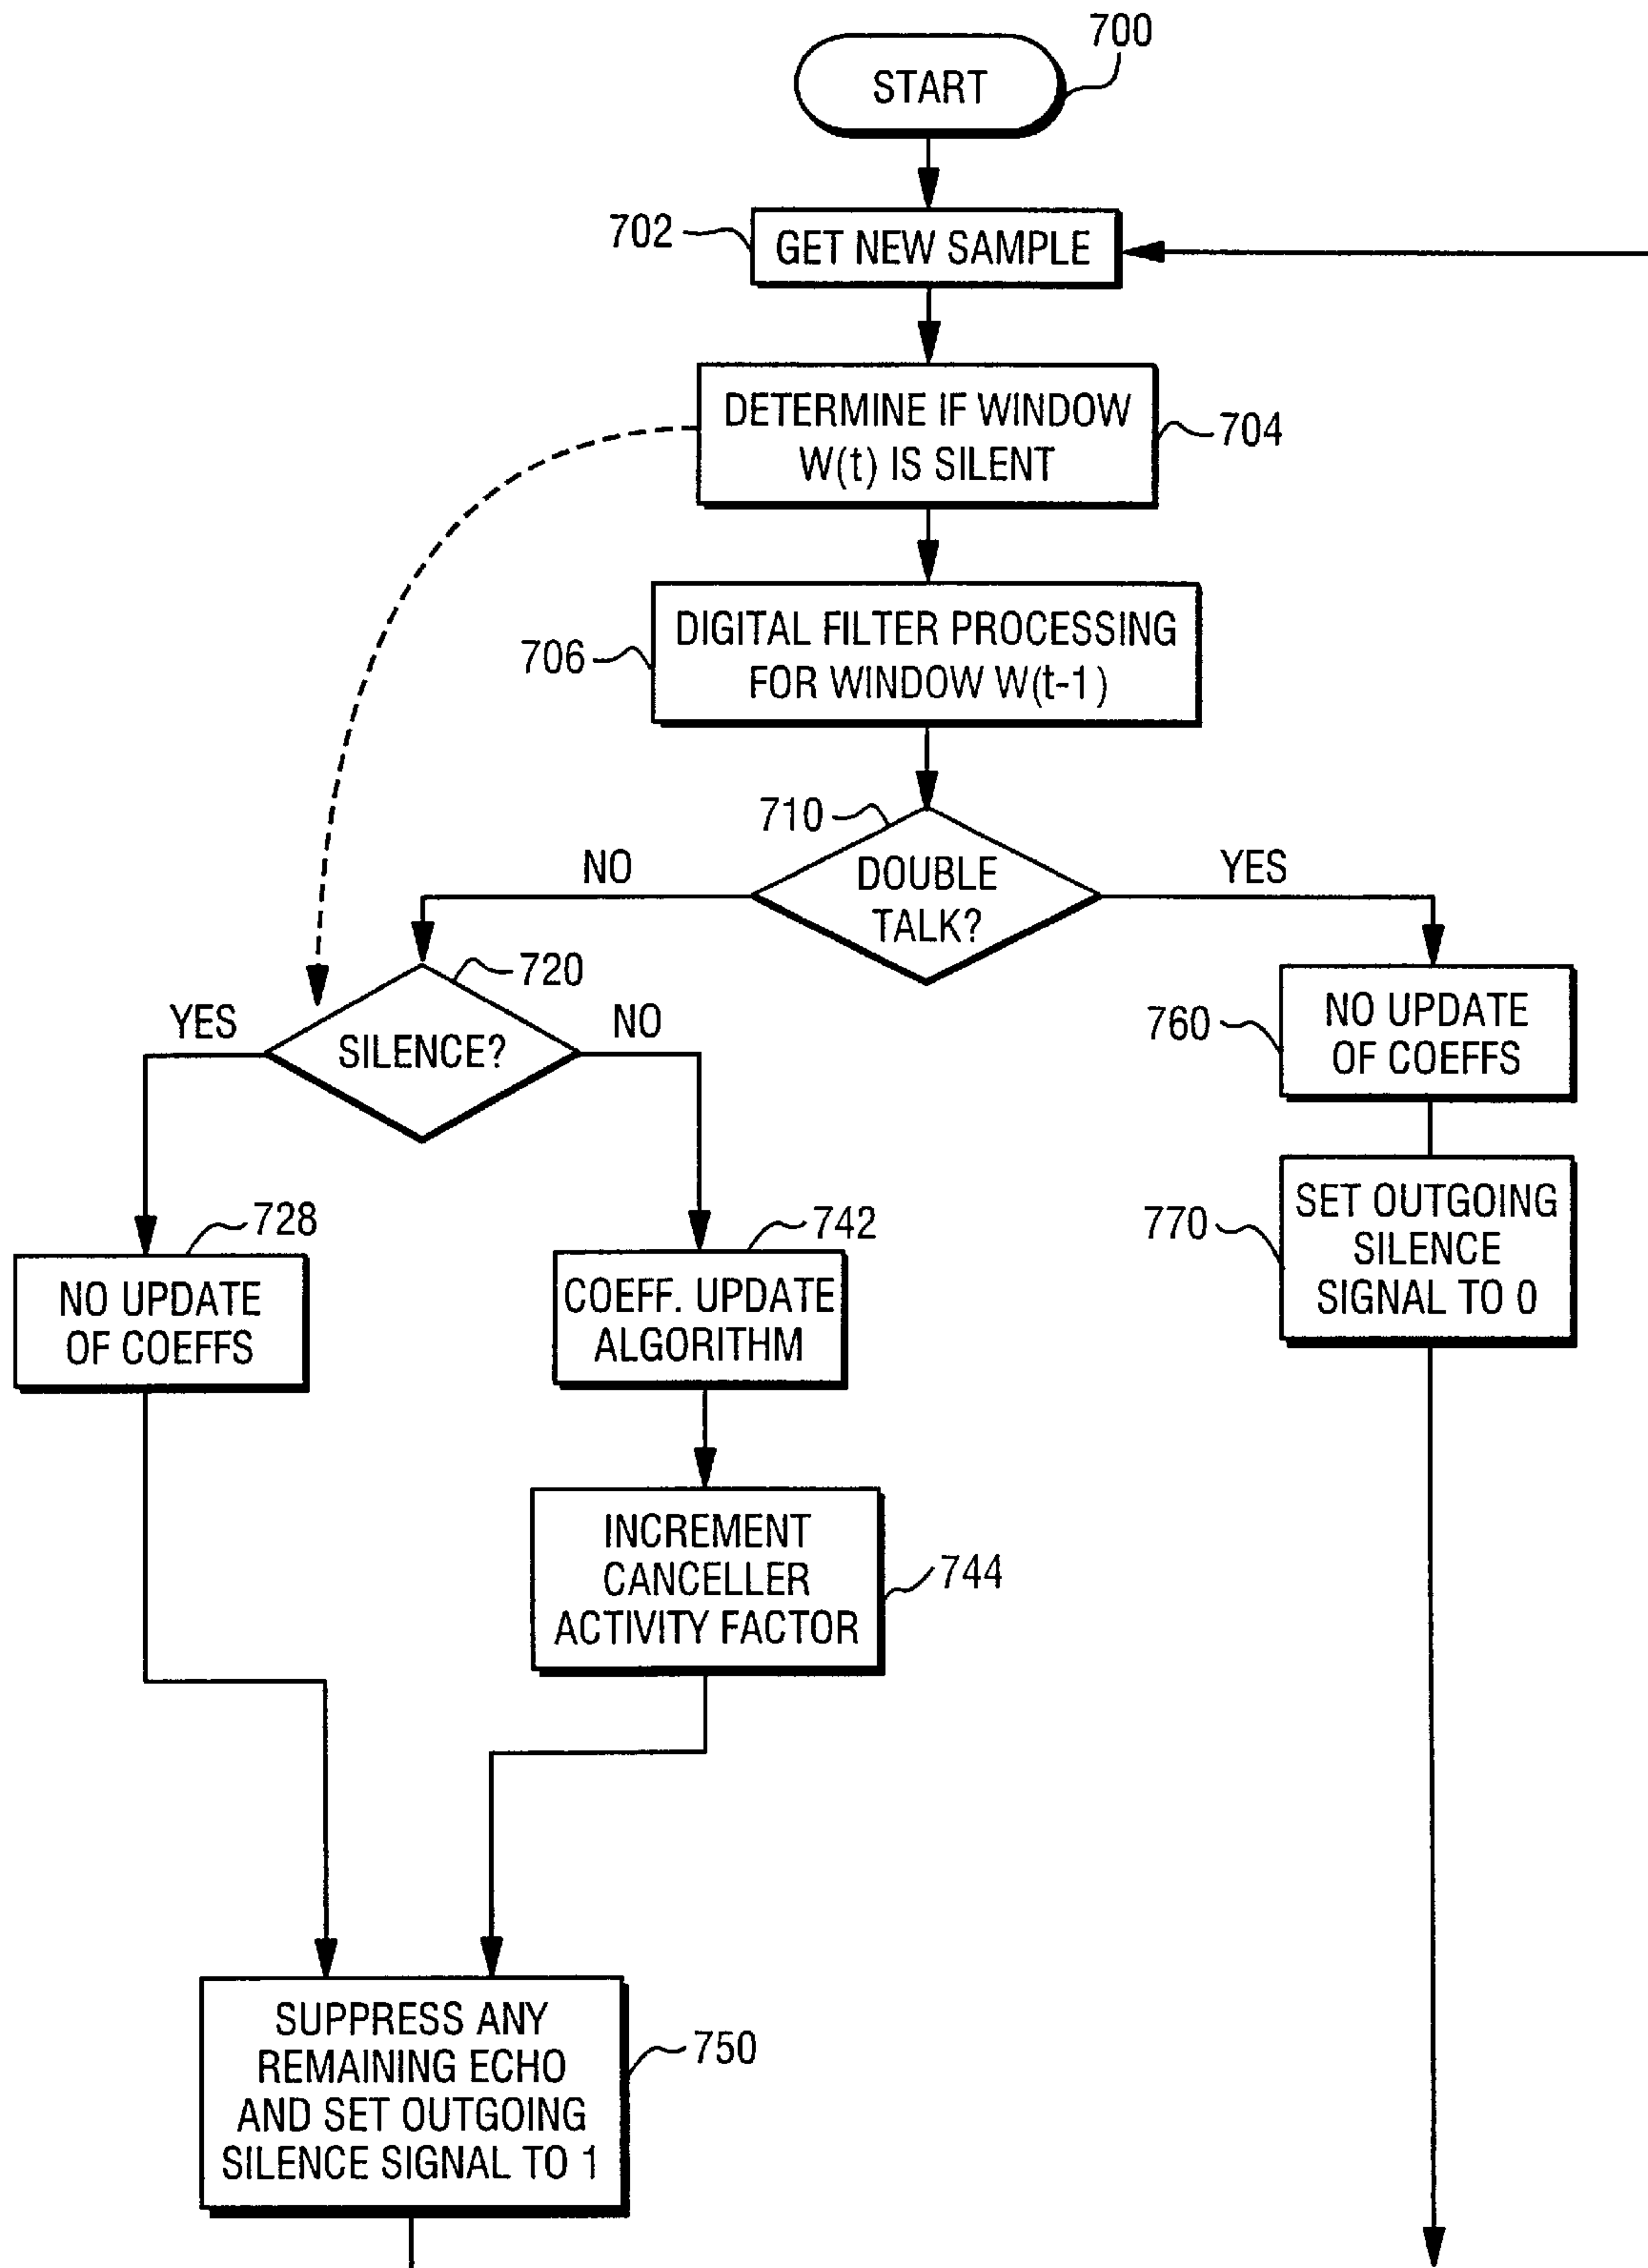 700
START
702
GET NEW SAMPLE
DETERMINE IF WINDOW
W(t) IS SILENT
704
706
DIGITAL FILTER PROCESSING
FOR WINDOW W(t-1)
710
DOUBLE
TALK?
NO
YES
720
SILENCE?
YES
NO
760
NO UPDATE
OF COEFFS
728
NO UPDATE
OF COEFFS
742
COEFF. UPDATE
ALGORITHM
770
SET OUTGOING
SILENCE
SIGNAL TO 0
INCREMENT
CANCELLER
ACTIVITY FACTOR
744
SUPPRESS ANY
REMAINING ECHO
AND SET OUTGOING
SILENCE SIGNAL TO 1
750